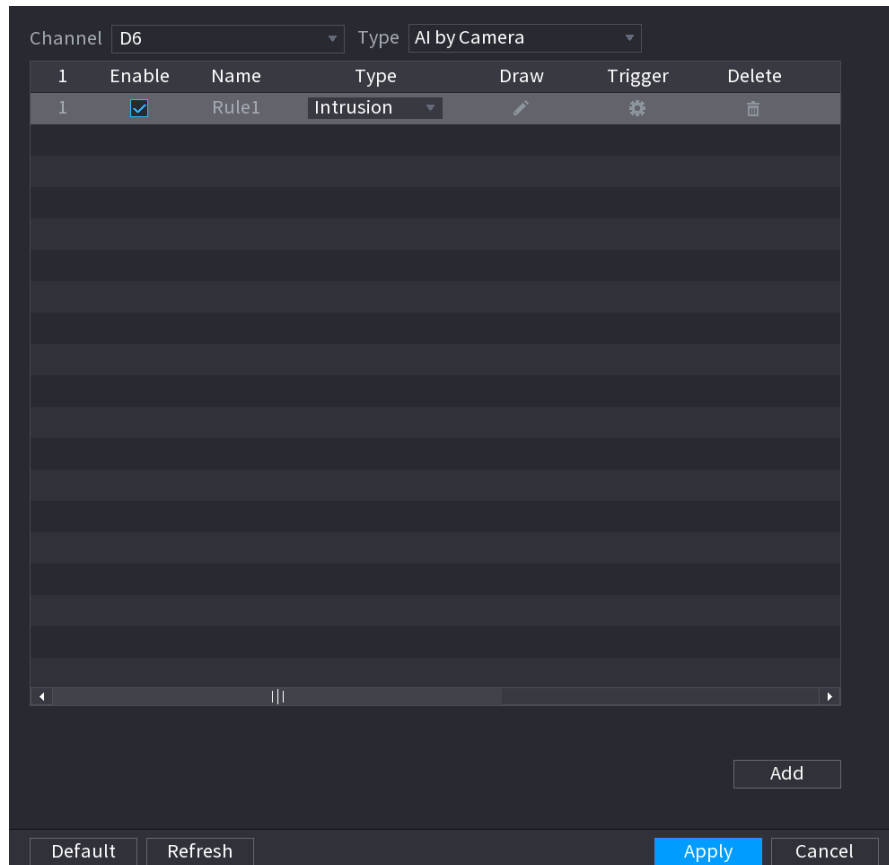 Channel D6 Type AI by Camera
1 Enable Name Type Draw Trigger Delete
1 Rule1 Intrusion
Add
Default Refresh Apply Cancel